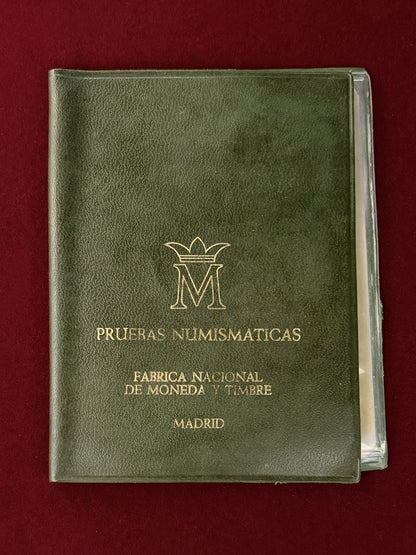 M
PRUEBAS NUMISMATICAS
FABRICA NACIONAL
DE MONEDA Y TIMBRE
MADRID